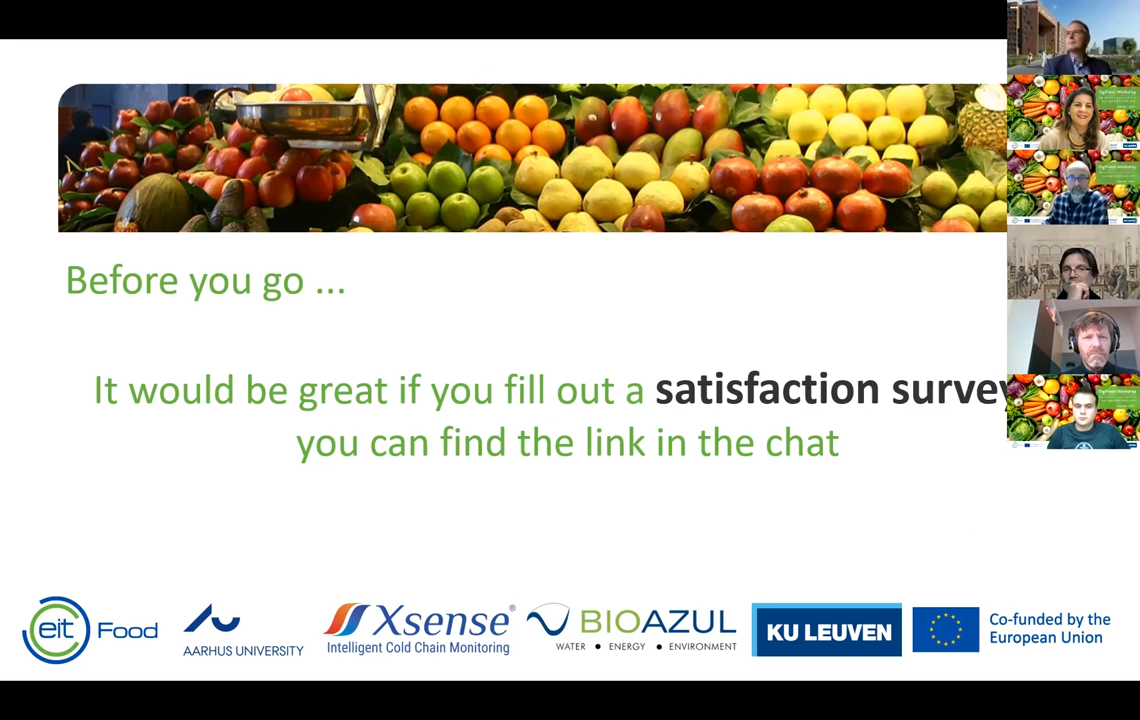 Before you go ...
It would be great if you fill out a satisfaction survey
you can find the link in the chat
eit Food
AARHUS UNIVERSITY
Xsense®
Intelligent Cold Chain Monitoring
BIOAZUL
WATER • ENERGY • ENVIRONMENT
KU LEUVEN
Co-funded by the
European Union